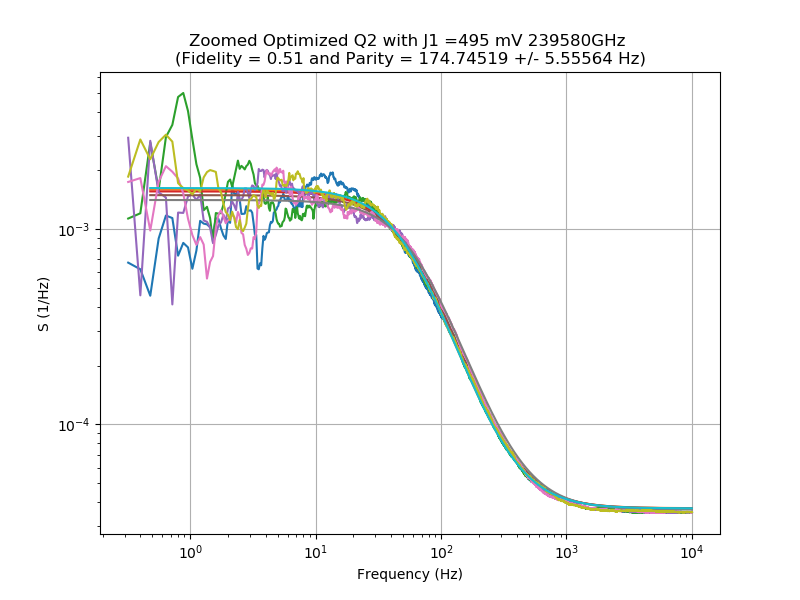 Zoomed Optimized Q2 with J1 =495 mV 239580GHz
(Fidelity = 0.51 and Parity = 174.74519 +/- 5.55564 Hz)
S (1/Hz)
10⁻³
10⁻⁴
10⁰ 10¹ 10² 10³ 10⁴
Frequency (Hz)